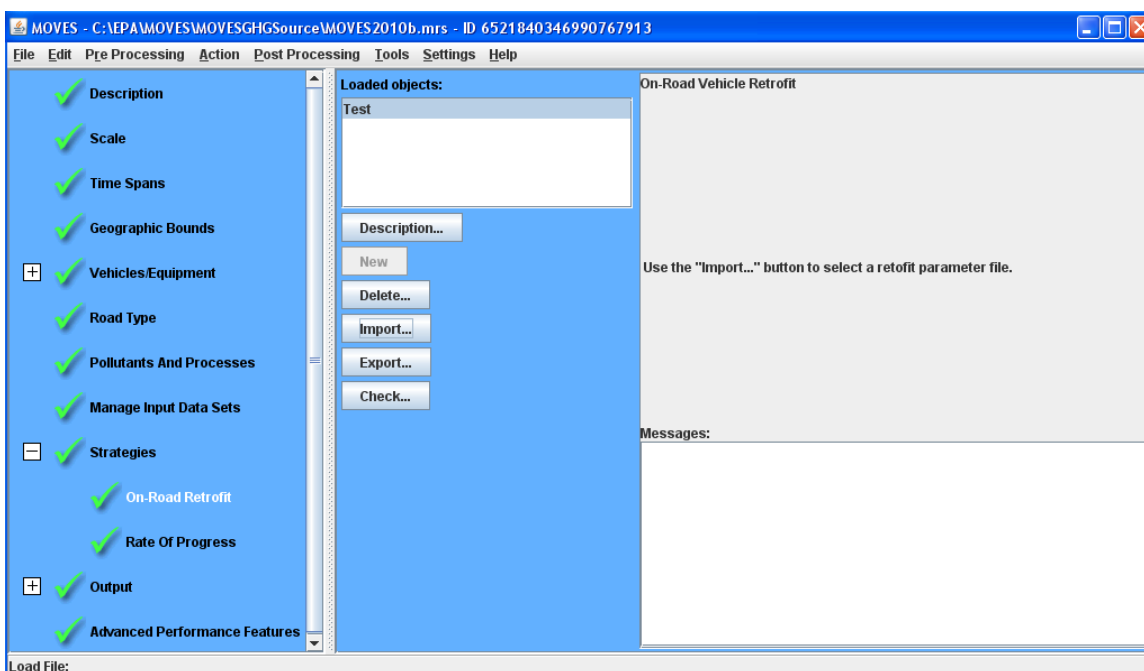 MOVES - C:\EPA\MOVES\MOVESGHGSource\MOVES2010b.mrs - ID 6521840346990767913
File Edit Pre Processing Action Post Processing Tools Settings Help
Description
Scale
Time Spans
Geographic Bounds
Vehicles/Equipment
Road Type
Pollutants And Processes
Manage Input Data Sets
Strategies
On-Road Retrofit
Rate Of Progress
Output
Advanced Performance Features
Loaded objects:
Test
Description...
New
Delete...
Import...
Export...
Check...
On-Road Vehicle Retrofit
Use the "Import..." button to select a retofit parameter file.
Messages:
Load File: